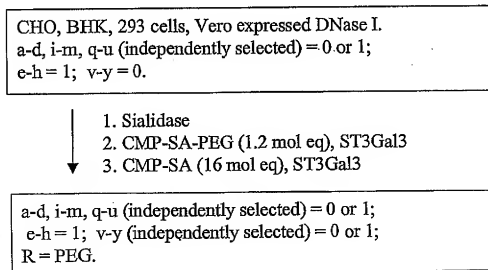 CHO, BHK, 293 cells, Vero expressed DNase I.
a-d, i-m, q-u (independently selected) = 0 or 1;
e-h = 1; v-y = 0.
1. Sialidase
2. CMP-SA-PEG (1.2 mol eq), ST3Gal3
3. CMP-SA (16 mol eq), ST3Gal3
a-d, i-m, q-u (independently selected) = 0 or 1;
e-h = 1; v-y (independently selected) = 0 or 1;
R = PEG.